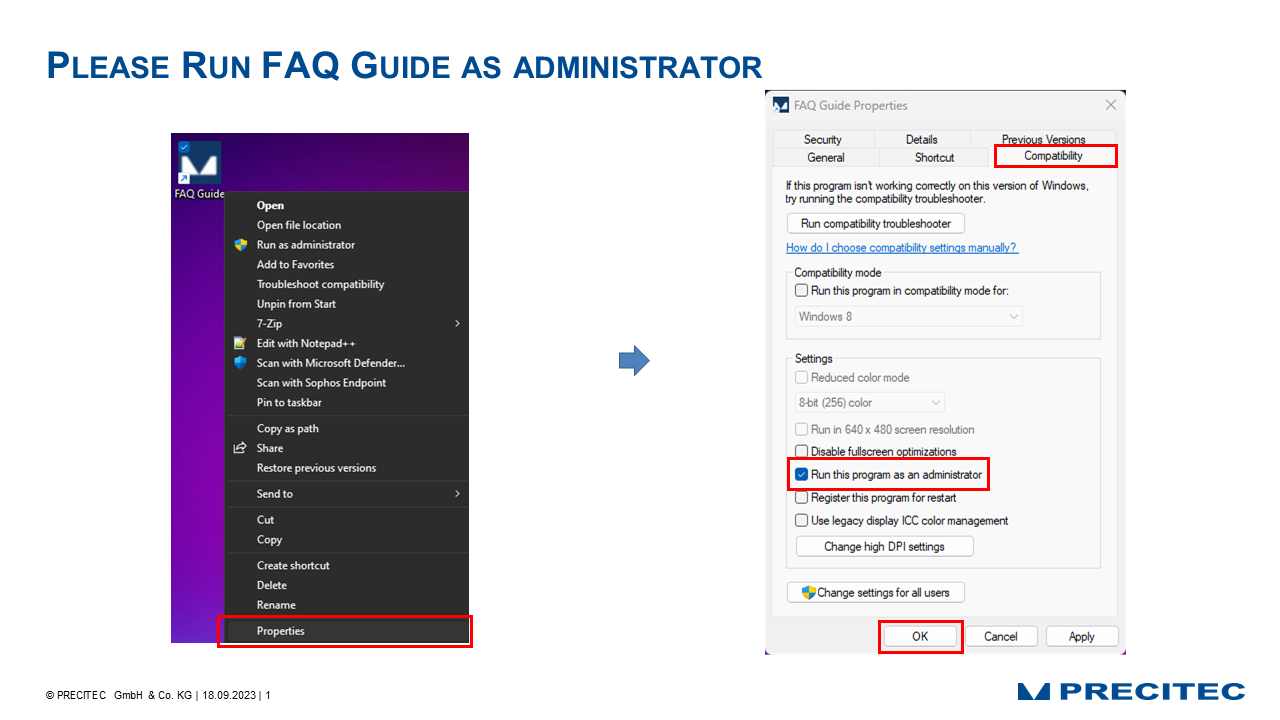 PLEASE RUN FAQ GUIDE AS ADMINISTRATOR
FAQ Guide
Open
Open file location
Run as administrator
Add to Favorites
Troubleshoot compatibility
Unpin from Start
7-Zip
Edit with Notepad++
Scan with Microsoft Defender...
Scan with Sophos Endpoint
Pin to taskbar
Copy as path
Share
Restore previous versions
Send to
Cut
Copy
Create shortcut
Delete
Rename
Properties
FAQ Guide Properties
Security Details Previous Versions
General Shortcut Compatibility
If this program isn't working correctly on this version of Windows,
try running the compatibility troubleshooter.
Run compatibility troubleshooter
How do I choose compatibility settings manually?
Compatibility mode
Run this program in compatibility mode for:
Windows 8
Settings
Reduced color mode
8-bit (256) color
Run in 640 x 480 screen resolution
Disable fullscreen optimizations
Run this program as an administrator
Register this program for restart
Use legacy display ICC color management
Change high DPI settings
Change settings for all users
OK Cancel Apply
© PRECITEC GmbH & Co. KG | 18.09.2023 | 1
PRECITEC